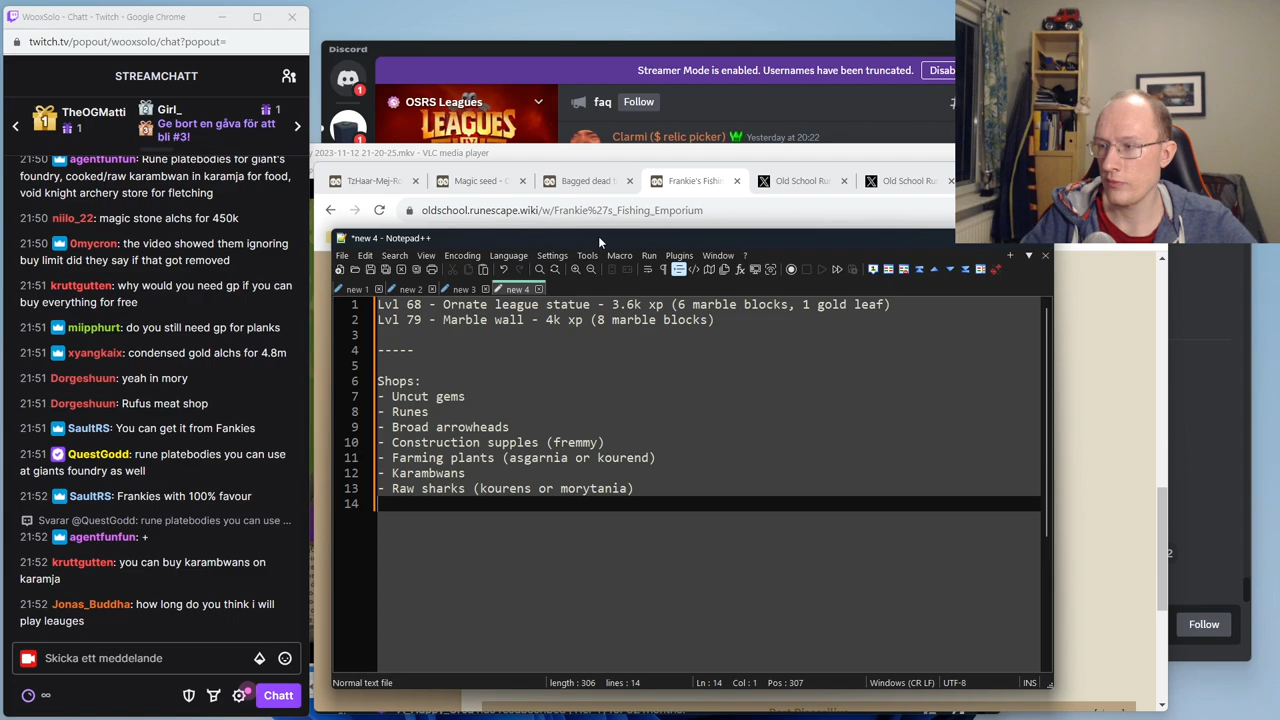 WooxSolo - Chatt - Twitch - Google Chrome
twitch.tv/popout/wooxsolo/chat?popout=
STREAMCHATT
TheOGMatti
1
2 Girl_ 1
3 Ge bort en gåva för att
bli #3!
21:50 agentfunfun: Rune platebodies for giant's
foundry, cooked/raw karambwan in karamja for food,
void knight archery store for fletching
21:50 niilo_22: magic stone alchs for 450k
21:50 0mycron: the video showed them ignoring
buy limit did they say if that got removed
21:50 kruttgutten: why would you need gp if you can
buy everything for free
21:51 miipphurt: do you still need gp for planks
21:51 xyangkaix: condensed gold alchs for 4.8m
21:51 Dorgeshuun: yeah in mory
21:51 Dorgeshuun: Rufus meat shop
21:51 SaultRS: You can get it from Fankies
21:51 QuestGodd: rune platebodies you can use
at giants foundry as well
21:52 SaultRS: Frankies with 100% favour
Svarar @QuestGodd: rune platebodies you can use ...
21:52 agentfunfun: +
21:52 kruttgutten: you can buy karambwans on
karamja
21:52 Jonas_Buddha: how long do you think i will
play leauges
Skicka ett meddelande
∞
Chatt
Discord
Streamer Mode is enabled. Usernames have been truncated.
Disab
1
OSRS Leagues
LEAGUES
faq
Follow
Clarmi ($ relic picker) Yesterday at 20:22
2023-11-12 21-20-25.mkv - VLC media player
TzHaar-Mej-Ro
Magic seed - C
Bagged dead t
Frankie's Fishin
Old School Run
Old School Run
oldschool.runescape.wiki/w/Frankie%27s_Fishing_Emporium
*new 4 - Notepad++
File Edit Search View Encoding Language Settings Tools Macro Run Plugins Window ?
new 1
new 2
new 3
new 4
1 Lvl 68 - Ornate league statue - 3.6k xp (6 marble blocks, 1 gold leaf)
2 Lvl 79 - Marble wall - 4k xp (8 marble blocks)
3
4 -----
5
6 Shops:
7 - Uncut gems
8 - Runes
9 - Broad arrowheads
10 - Construction supplies (fremmy)
11 - Farming plants (asgarnia or kourend)
12 - Karambwans
13 - Raw sharks (kourens or morytania)
14
Normal text file
length : 306 lines : 14
Ln : 14 Col : 1 Pos : 307
Windows (CR LF)
UTF-8
INS
Follow